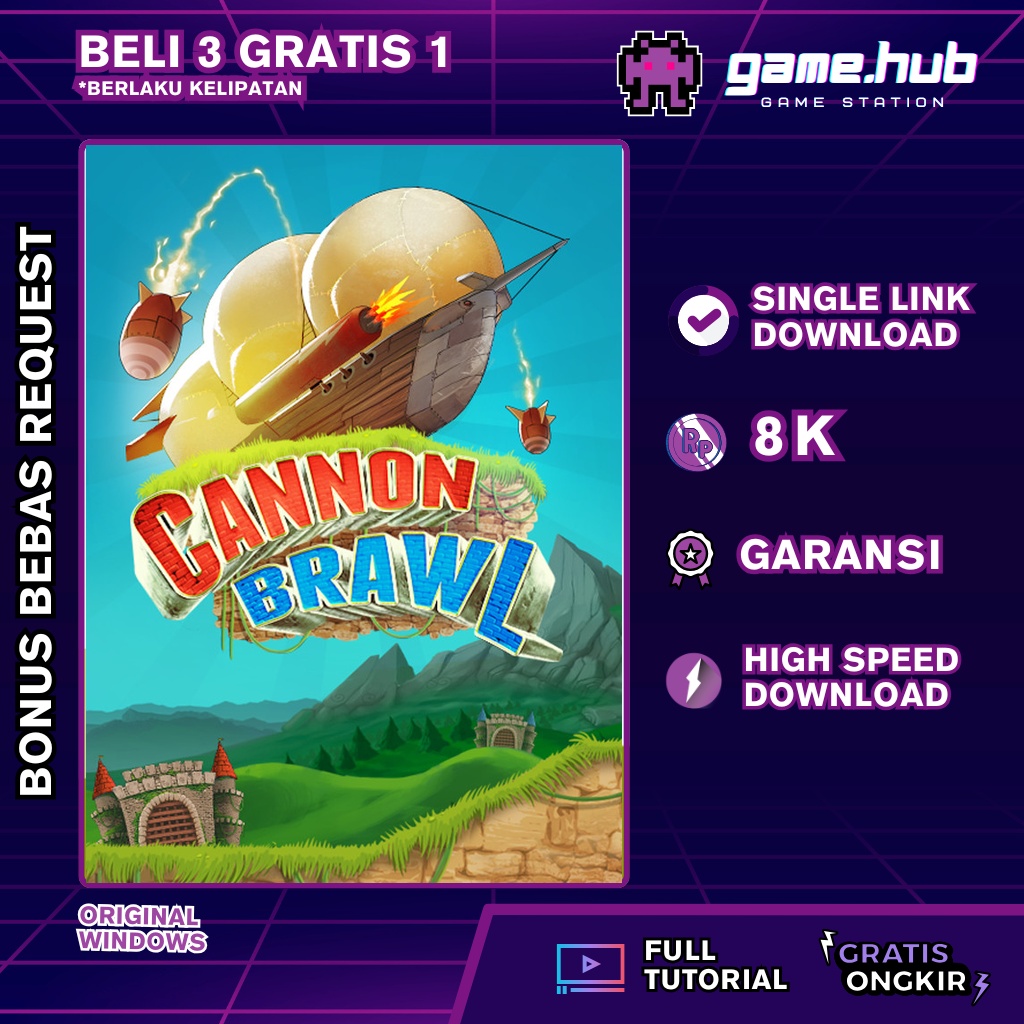 BELI 3 GRATIS 1
*BERLAKU KELIPATAN
game.hub
GAME STATION
BONUS BEBAS REQUEST
CANNON
BRAWL
SINGLE LINK
DOWNLOAD
Rp
8K
GARANSI
HIGH SPEED
DOWNLOAD
ORIGINAL
WINDOWS
FULL
TUTORIAL
GRATIS
ONGKIR